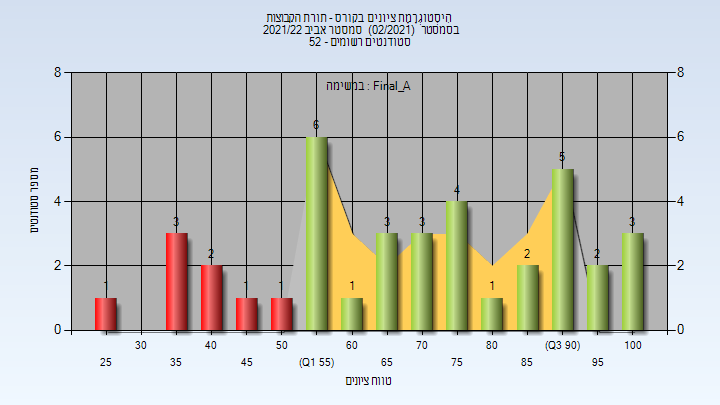 היסטוגרמת ציונים בקורס - תורת הקבוצות
בסמסטר (02/2021) סמסטר אביב 2021/22
סטודנטים רשומים - 52
במשימה : Final_A
מספר סטודנטים
8 8
6 6
4 4
2 2
0 0
1 3 2 1 1 6 1 3 3 4 1 2 5 2 3
25 30 35 40 45 50 (Q1 55) 60 65 70 75 80 85 (Q3 90) 95 100
טווח ציונים